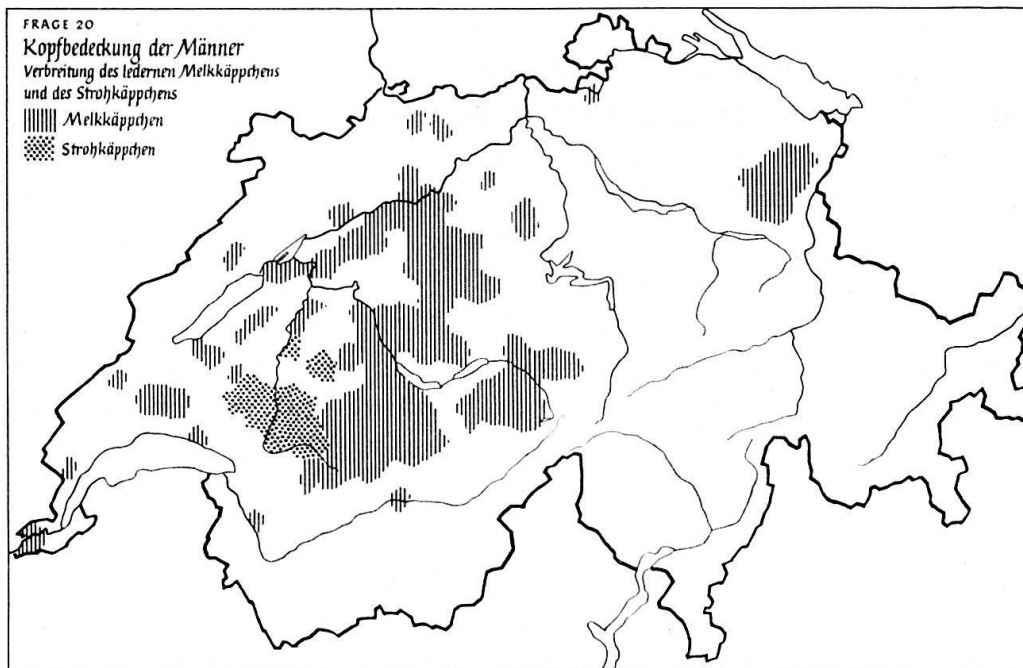 FRAGE 20
Kopfbedeckung der Männer
Verbreitung des ledernen Melkkäppchens
und des Strohkäppchens
Melkkäppchen
Strohkäppchen